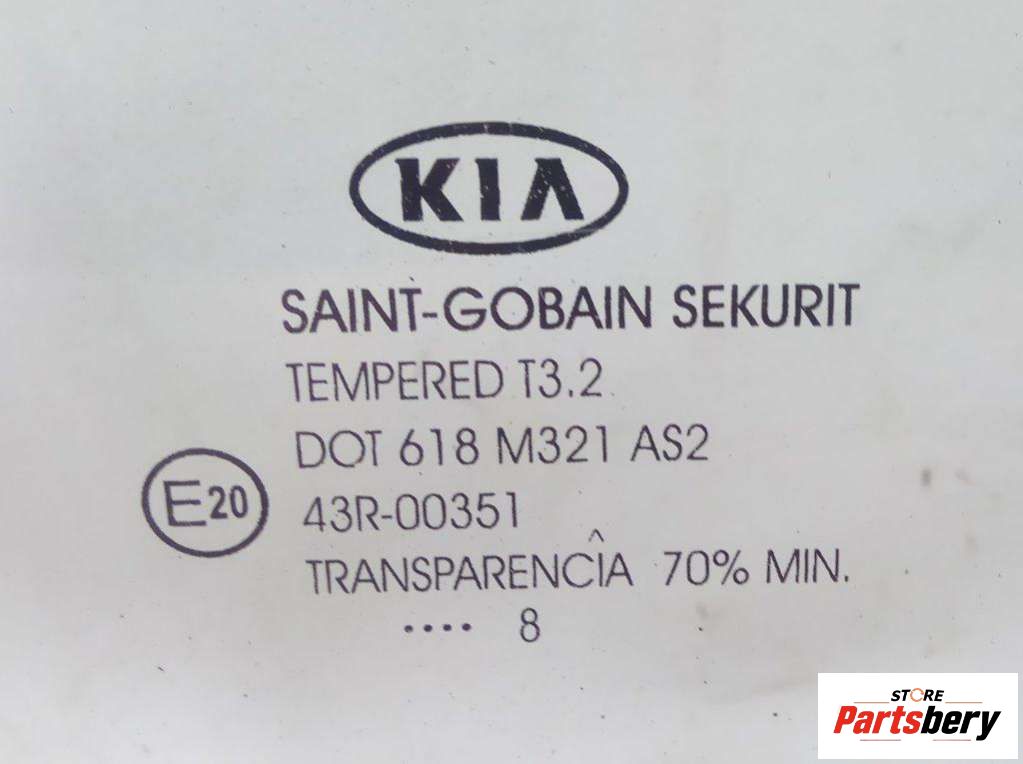 KIA
SAINT-GOBAIN SEKURIT
TEMPERED T3.2
DOT 618 M321 AS2
E20 43R-00351
TRANSPARENCÎA 70% MIN.
.... 8
STORE
Partsbery